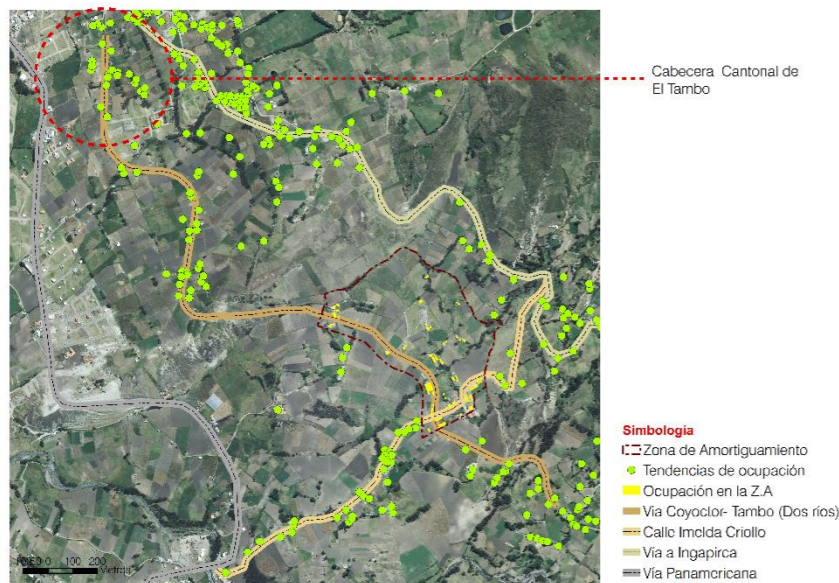 Cabecera Cantonal de
El Tambo
Simbología
Zona de Amortiguamiento
Tendencias de ocupación
Ocupación en la Z.A
Vía Coyoctor- Tambo (Dos ríos)
Calle Imelda Criollo
Vía a Ingapirca
Vía Panamericana
0 100 200
Metros